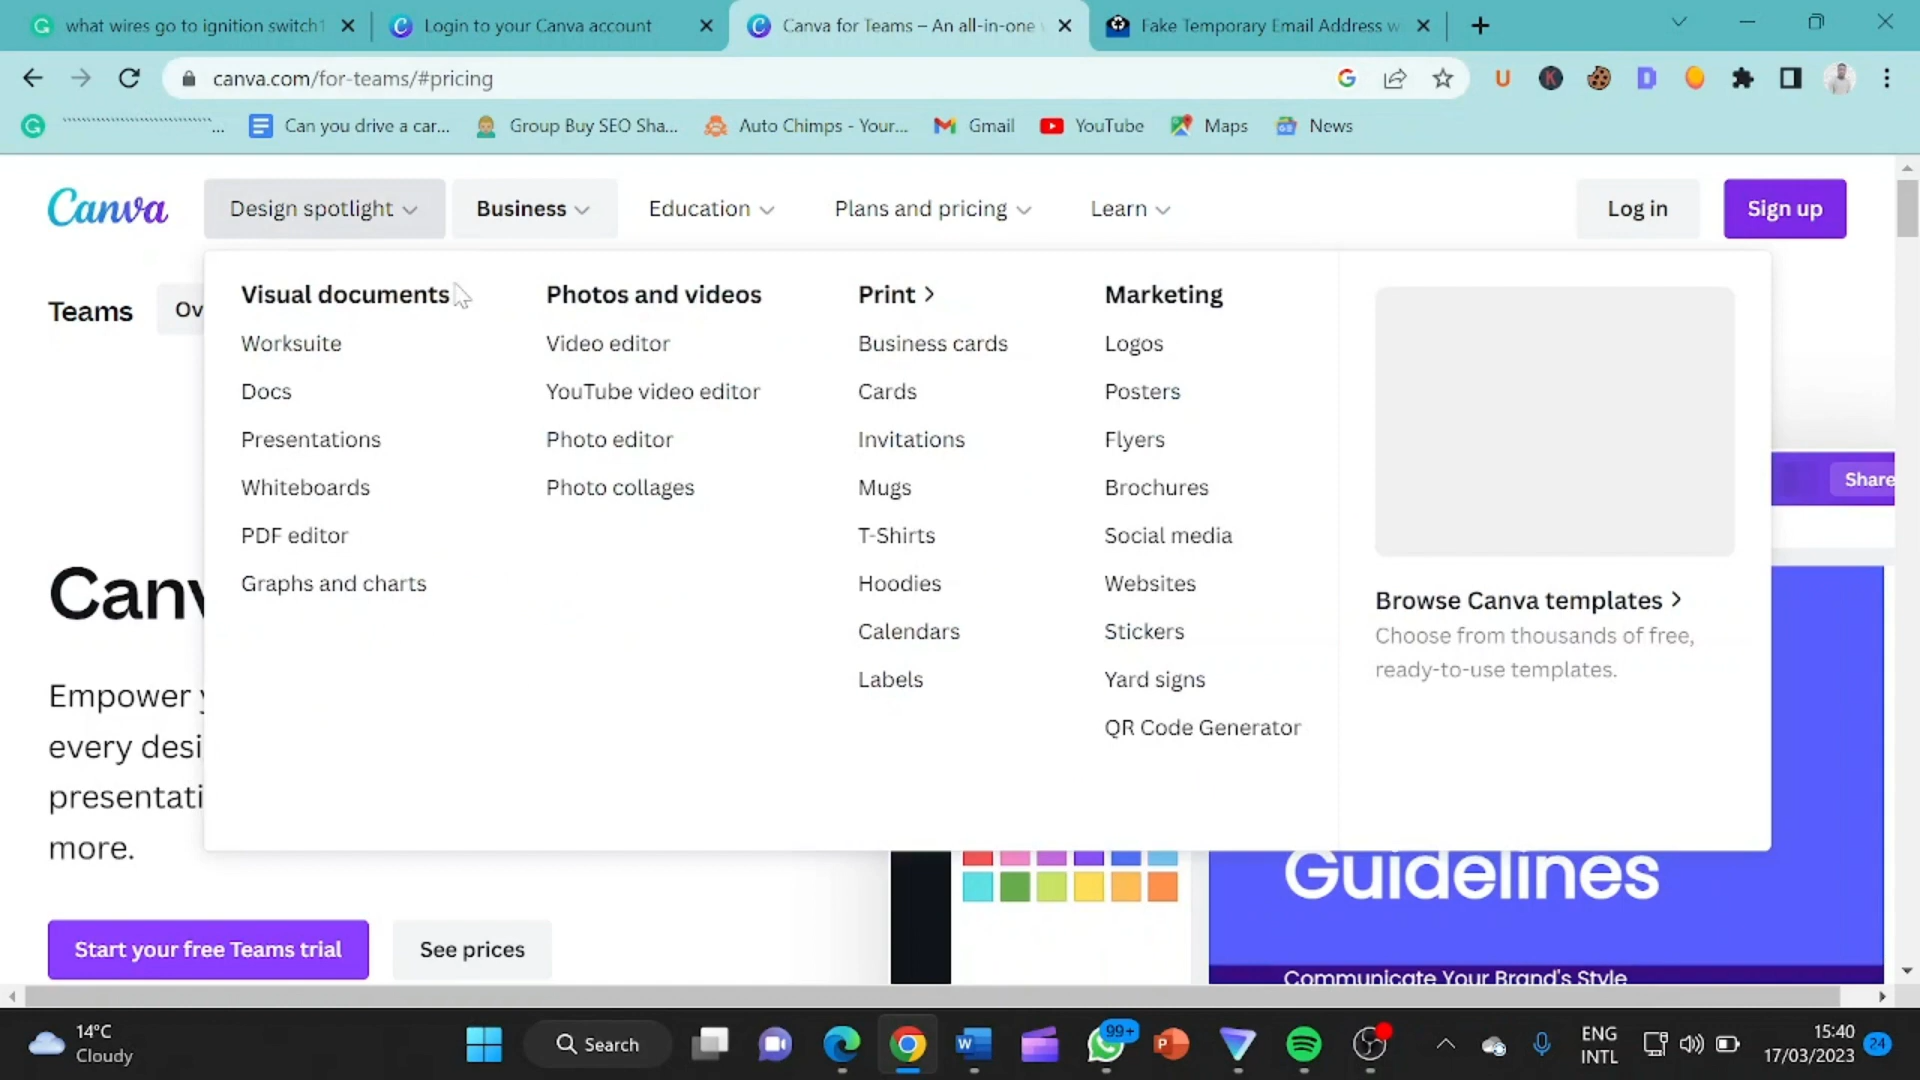 what wires go to ignition switch
Login to your Canva account
Canva for Teams – An all-in-one
Fake Temporary Email Address w
canva.com/for-teams/#pricing
Can you drive a car...
Group Buy SEO Sha...
Auto Chimps - Your...
Gmail
YouTube
Maps
News
Canva
Design spotlight
Business
Education
Plans and pricing
Learn
Log in
Sign up
Teams
Ov
Visual documents
Worksuite
Docs
Presentations
Whiteboards
PDF editor
Graphs and charts
Photos and videos
Video editor
YouTube video editor
Photo editor
Photo collages
Print >
Business cards
Cards
Invitations
Mugs
T-Shirts
Hoodies
Calendars
Labels
Marketing
Logos
Posters
Flyers
Brochures
Social media
Websites
Stickers
Yard signs
QR Code Generator
Browse Canva templates >
Choose from thousands of free,
ready-to-use templates.
Share
Canv
Empower y
every desi
presentati
more.
Start your free Teams trial
See prices
Guidelines
Communicate Your Brand's Style
14°C
Cloudy
Search
99+
ENG
INTL
15:40
17/03/2023
24